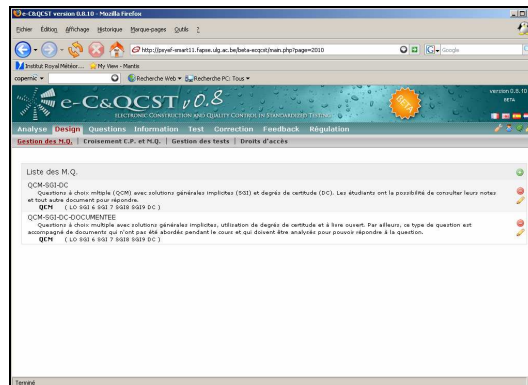 e-C&QCST version 0.8.10 - Mozilla Firefox
Fichier Édition Affichage Historique Marque-pages Outils ?
http://psyef-smart11.fapse.ulg.ac.be/beta-ecqcst/main.php?page=2010
Google
Institut Royal Météor... My View - Mantis
copernic Recherche Web Recherche PC: Tous
e-C&QCST v0.8
ELECTRONIC CONSTRUCTION AND QUALITY CONTROL IN STANDARDIZED TESTING
BETA
version 0.8.10
BETA
Analyse Design Questions Information Test Correction Feedback Régulation
Gestion des M.Q. | Croisement C.P. et M.Q. | Gestion des tests | Droits d'accès
Liste des M.Q.
QCM-SGI-DC
Questions à choix mltiple (QCM) avec solutions générales implicites (SGI) et degrés de certitude (DC). Les étudiants ont la possibilité de consulter leurs notes
et tout autre document pour répondre.
QCM ( LO SGI 6 SGI 7 SGI8 SGI9 DC )
QCM-SGI-DC-DOCUMENTEE
Questions à choix multiple avec solutions générales implicites, utilisation de degrés de certitude et à livre ouvert. Par ailleurs, ce type de question est
accompagné de documents qui n'ont pas été abordés pendant le cours et qui doivent être analysés pour pouvoir répondre à la question.
QCM ( LO SGI 6 SGI 7 SGI8 SGI9 DC )
Terminé